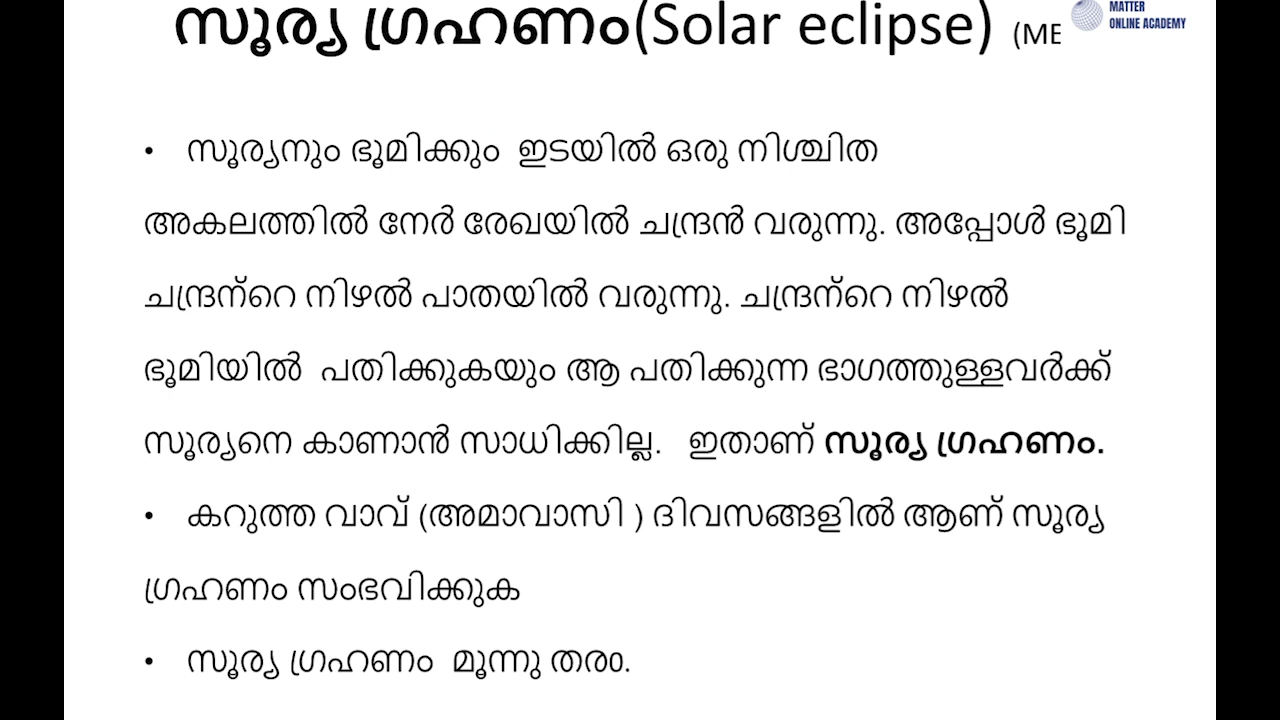 സൂര്യ ഗ്രഹണം(Solar eclipse) (ME
MATTER
ONLINE ACADEMY
• സൂര്യനും ഭൂമിക്കും ഇടയിൽ ഒരു നിശ്ചിത
അകലത്തിൽ നേർ രേഖയിൽ ചന്ദ്രൻ വരുന്നു. അപ്പോൾ ഭൂമി
ചന്ദ്രന്റെ നിഴൽ പാതയിൽ വരുന്നു. ചന്ദ്രന്റെ നിഴൽ
ഭൂമിയിൽ പതിക്കുകയും ആ പതിക്കുന്ന ഭാഗത്തുള്ളവർക്ക്
സൂര്യനെ കാണാൻ സാധിക്കില്ല. ഇതാണ് സൂര്യ ഗ്രഹണം.
• കറുത്ത വാവ് (അമാവാസി ) ദിവസങ്ങളിൽ ആണ് സൂര്യ
ഗ്രഹണം സംഭവിക്കുക
• സൂര്യ ഗ്രഹണം മൂന്നു തരം.